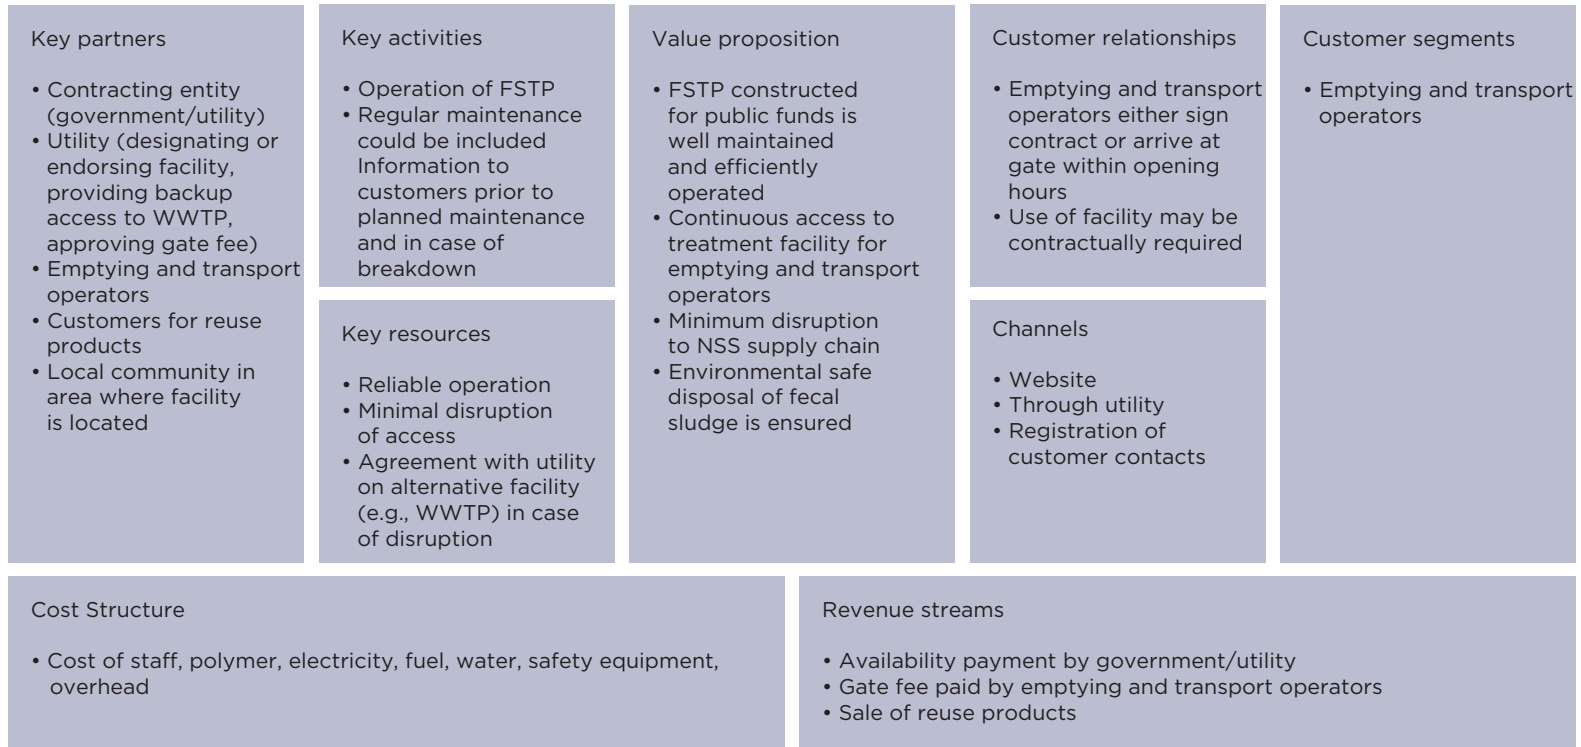 Key partners
• Contracting entity
(government/utility)
• Utility (designating or
endorsing facility,
providing backup
access to WWTP,
approving gate fee)
• Emptying and transport
operators
• Customers for reuse
products
• Local community in
area where facility
is located
Key activities
• Operation of FSTP
• Regular maintenance
could be included
Information to
customers prior to
planned maintenance
and in case of
breakdown
Key resources
• Reliable operation
• Minimal disruption
of access
• Agreement with utility
on alternative facility
(e.g., WWTP) in case
of disruption
Value proposition
• FSTP constructed
for public funds is
well maintained
and efficiently
operated
• Continuous access to
treatment facility for
emptying and transport
operators
• Minimum disruption
to NSS supply chain
• Environmental safe
disposal of fecal
sludge is ensured
Customer relationships
• Emptying and transport
operators either sign
contract or arrive at
gate within opening
hours
• Use of facility may be
contractually required
Channels
• Website
• Through utility
• Registration of
customer contacts
Customer segments
• Emptying and transport
operators
Cost Structure
• Cost of staff, polymer, electricity, fuel, water, safety equipment,
overhead
Revenue streams
• Availability payment by government/utility
• Gate fee paid by emptying and transport operators
• Sale of reuse products